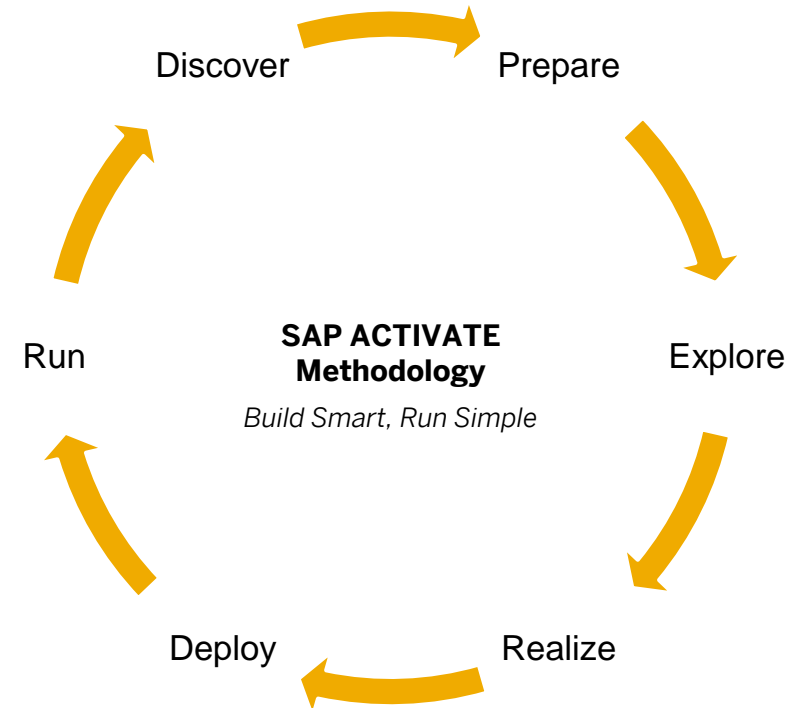 Discover
Prepare
Run
SAP ACTIVATE
Methodology
Build Smart, Run Simple
Explore
Deploy
Realize